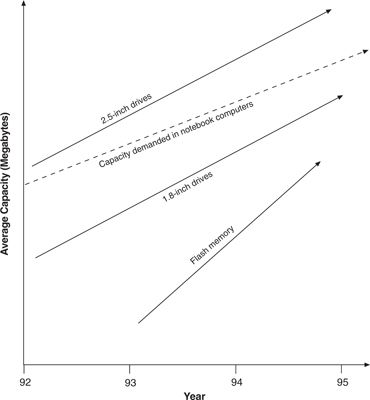 Average Capacity (Megabytes)
2.5-inch drives
Capacity demanded in notebook computers
1.8-inch drives
Flash memory
92 93 94 95
Year